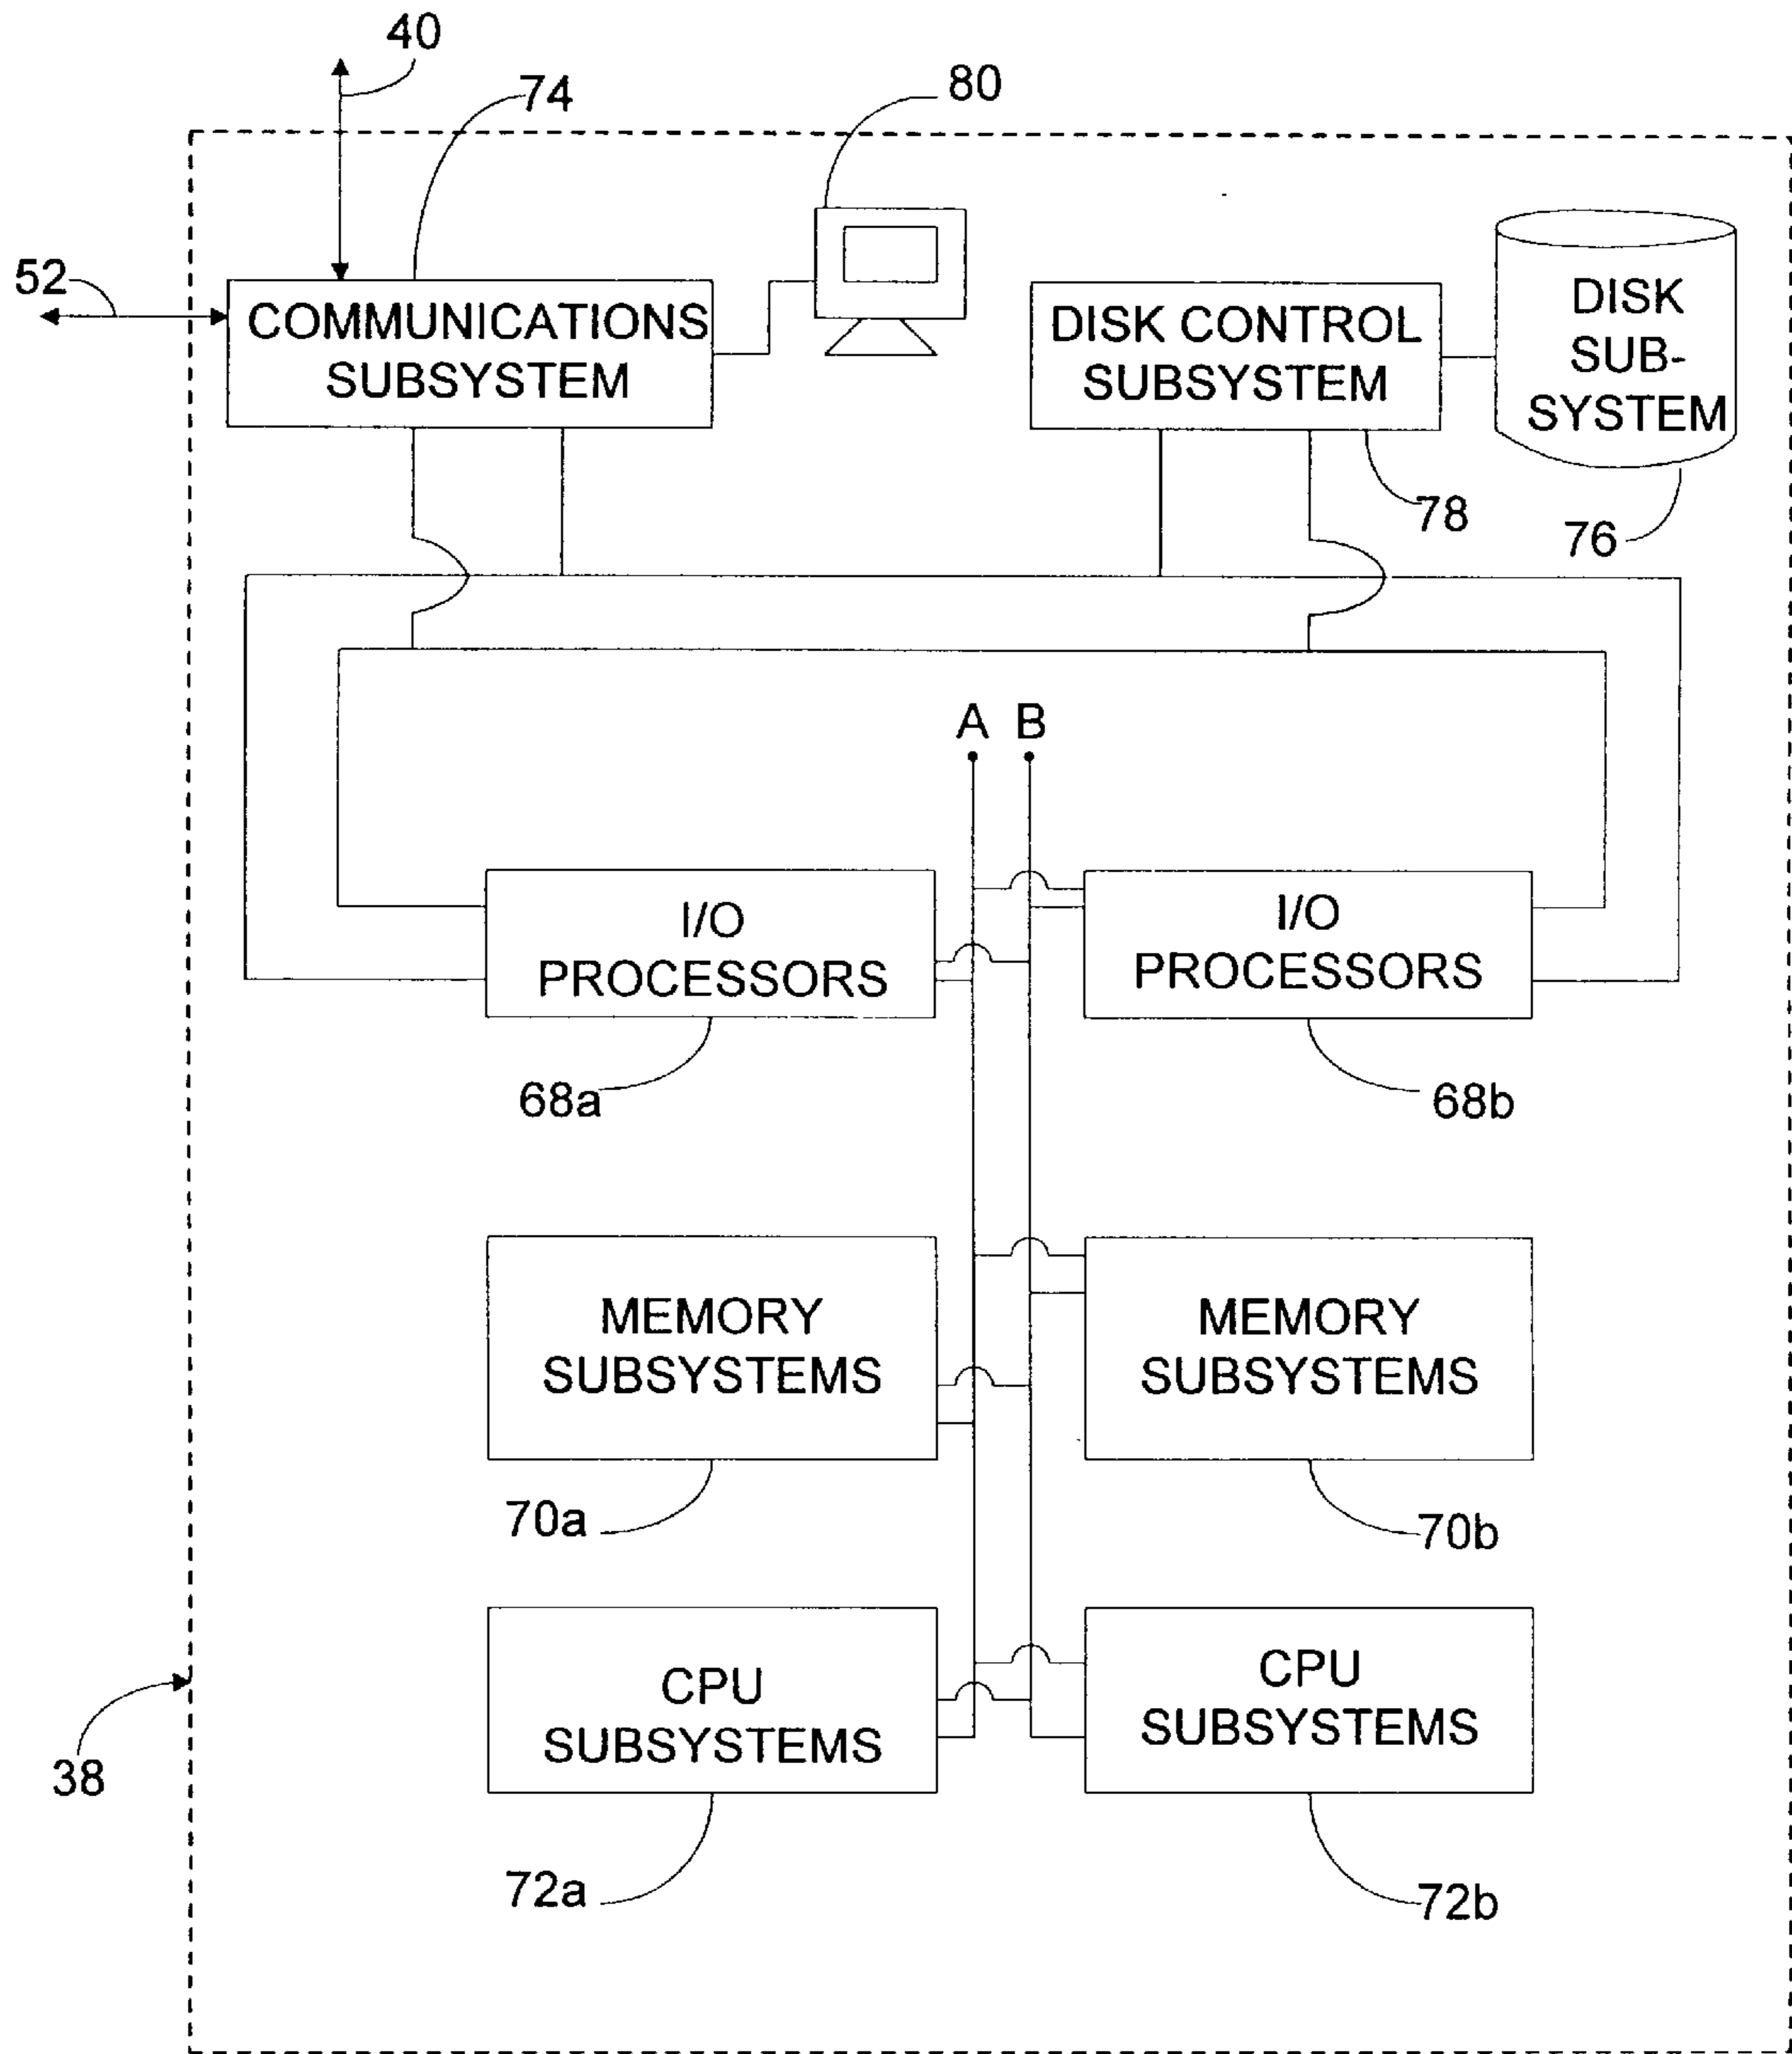 40
74
80
52
COMMUNICATIONS
SUBSYSTEM
DISK CONTROL
SUBSYSTEM
DISK
SUB-
SYSTEM
78
76
A B
I/O
PROCESSORS
I/O
PROCESSORS
68a
68b
MEMORY
SUBSYSTEMS
MEMORY
SUBSYSTEMS
70a
70b
CPU
SUBSYSTEMS
CPU
SUBSYSTEMS
38
72a
72b